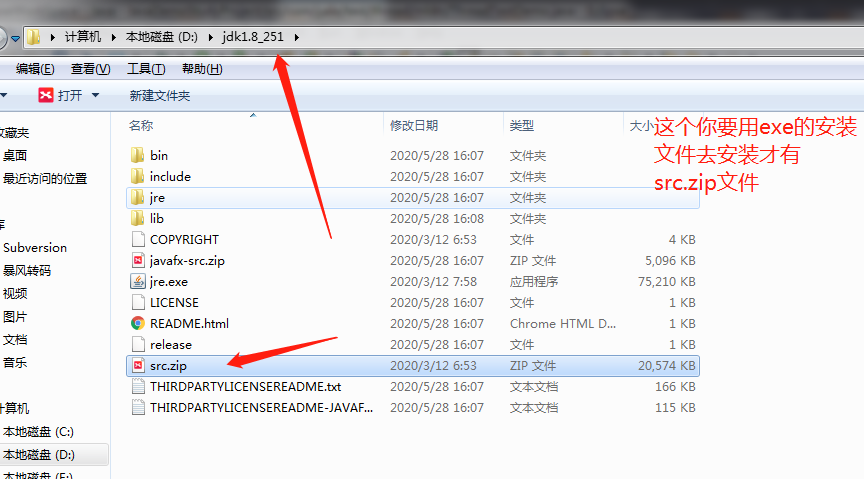 计算机 本地磁盘 (D:) jdk1.8_251
编辑(E) 查看(V) 工具(T) 帮助(H)
打开 新建文件夹
名称 修改日期 类型 大小
这个你要用exe的安装
文件去安装才有
src.zip文件
收藏夹
桌面
最近访问的位置
库
Subversion
暴风转码
视频
图片
文档
音乐
计算机
本地磁盘 (C:)
本地磁盘 (D:)
本地磁盘 (E:)
bin 2020/5/28 16:07 文件夹
include 2020/5/28 16:07 文件夹
jre 2020/5/28 16:07 文件夹
lib 2020/5/28 16:08 文件夹
COPYRIGHT 2020/3/12 6:53 文件 4 KB
javafx-src.zip 2020/5/28 16:07 ZIP 文件 5,096 KB
jre.exe 2020/3/12 7:58 应用程序 75,210 KB
LICENSE 2020/5/28 16:07 文件 1 KB
README.html 2020/5/28 16:07 Chrome HTML D... 1 KB
release 2020/5/28 16:07 文件 1 KB
src.zip 2020/3/12 6:53 ZIP 文件 20,574 KB
THIRDPARTYLICENSEREADME.txt 2020/5/28 16:07 文本文档 166 KB
THIRDPARTYLICENSEREADME-JAVAF... 2020/5/28 16:07 文本文档 115 KB